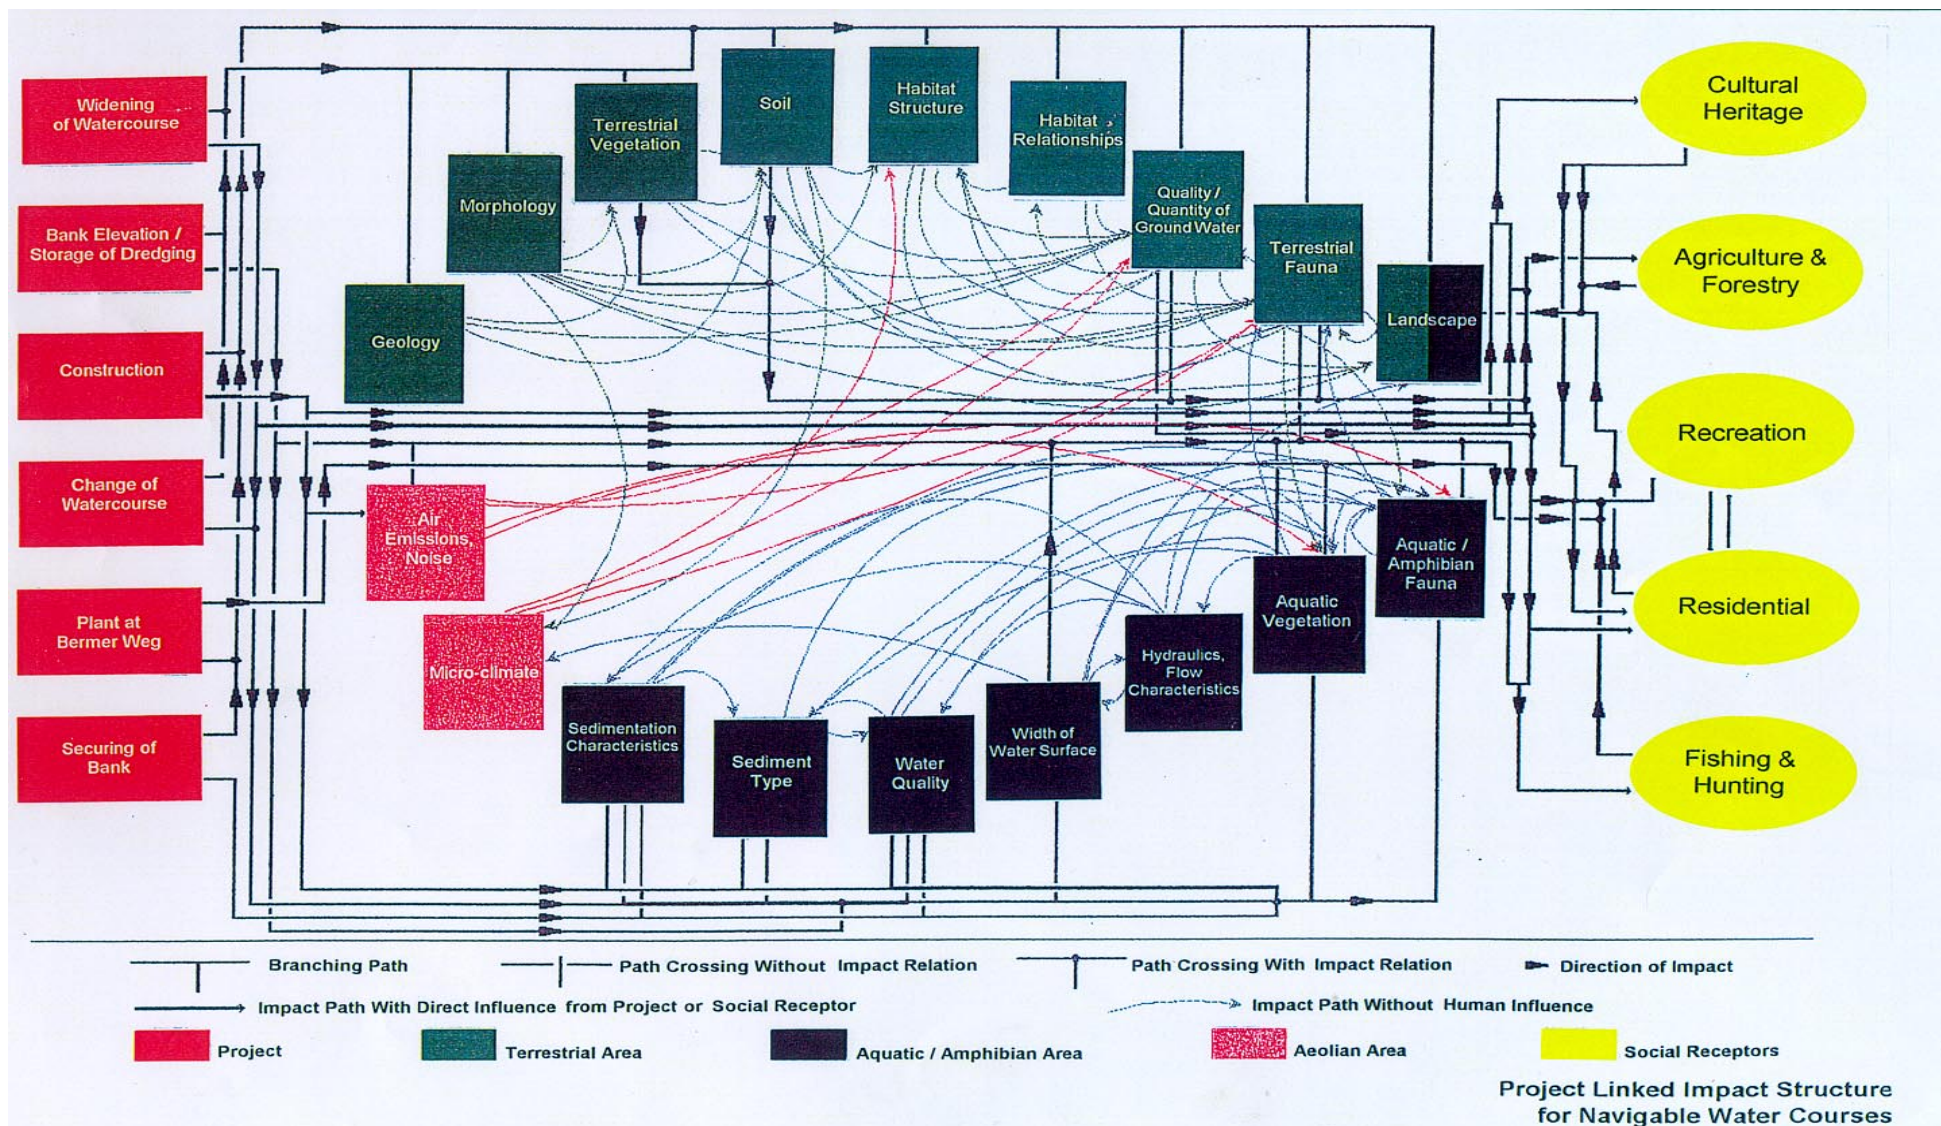 Widening
of Watercourse
Bank Elevation /
Storage of Dredging
Construction
Change of
Watercourse
Plant at
Bermer Weg
Securing of
Bank
Geology
Morphology
Terrestrial
Vegetation
Soil
Habitat
Structure
Habitat
Relationships
Quality /
Quantity of
Ground Water
Terrestrial
Fauna
Landscape
Air
Emissions,
Noise
Micro-climate
Sedimentation
Characteristics
Sediment
Type
Water
Quality
Width of
Water Surface
Hydraulics,
Flow
Characteristics
Aquatic
Vegetation
Aquatic /
Amphibian
Fauna
Cultural
Heritage
Agriculture &
Forestry
Recreation
Residential
Fishing &
Hunting
Branching Path
Path Crossing Without Impact Relation
Path Crossing With Impact Relation
Direction of Impact
Impact Path With Direct Influence from Project or Social Receptor
Impact Path Without Human Influence
Project
Terrestrial Area
Aquatic / Amphibian Area
Aeolian Area
Social Receptors
Project Linked Impact Structure
for Navigable Water Courses